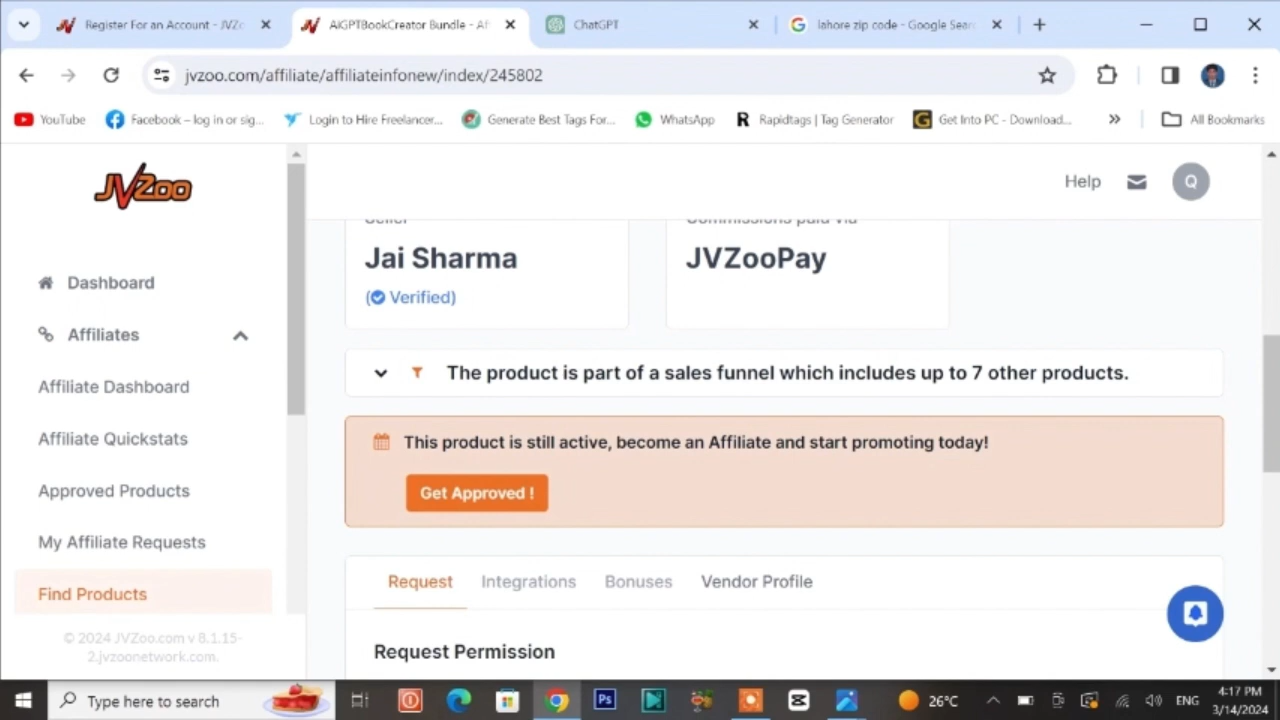 Register For an Account - JVZo
AiGPTBookCreator Bundle - Af
ChatGPT
lahore zip code - Google Sear
jvzoo.com/affiliate/affiliateinfonew/index/245802
YouTube
Facebook – log in or sig...
Login to Hire Freelancer...
Generate Best Tags For...
WhatsApp
R
Rapidtags | Tag Generator
G
Get Into PC - Download...
All Bookmarks
JVZoo
Help
Q
Seller
Commissions paid via
Jai Sharma
JVZooPay
Verified)
Dashboard
Affiliates
Affiliate Dashboard
Affiliate Quickstats
Approved Products
My Affiliate Requests
Find Products
© 2024 JVZoo.com v 8.1.15-
2.jvzoonetwork.com.
The product is part of a sales funnel which includes up to 7 other products.
This product is still active, become an Affiliate and start promoting today!
Get Approved !
Request
Integrations
Bonuses
Vendor Profile
Request Permission
Type here to search
Ps
26°C
ENG
4:17 PM
3/14/2024